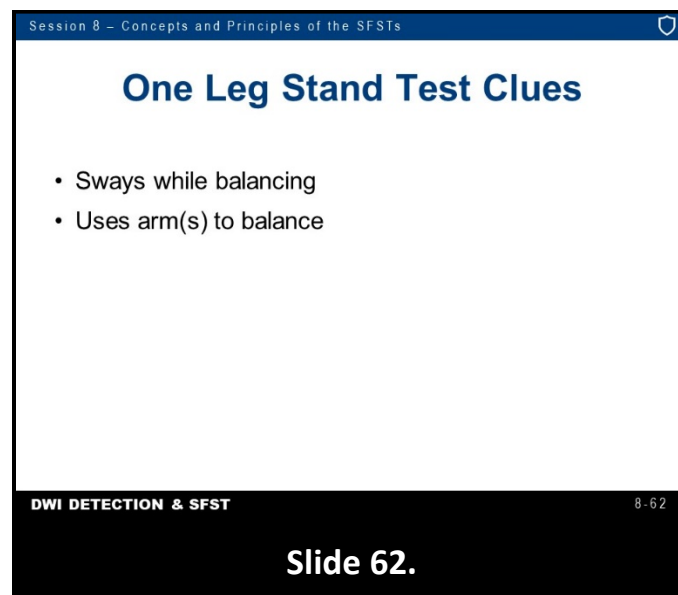 Session 8 – Concepts and Principles of the SFSTs
One Leg Stand Test Clues
• Sways while balancing
• Uses arm(s) to balance
DWI DETECTION & SFST
8-62
Slide 62.